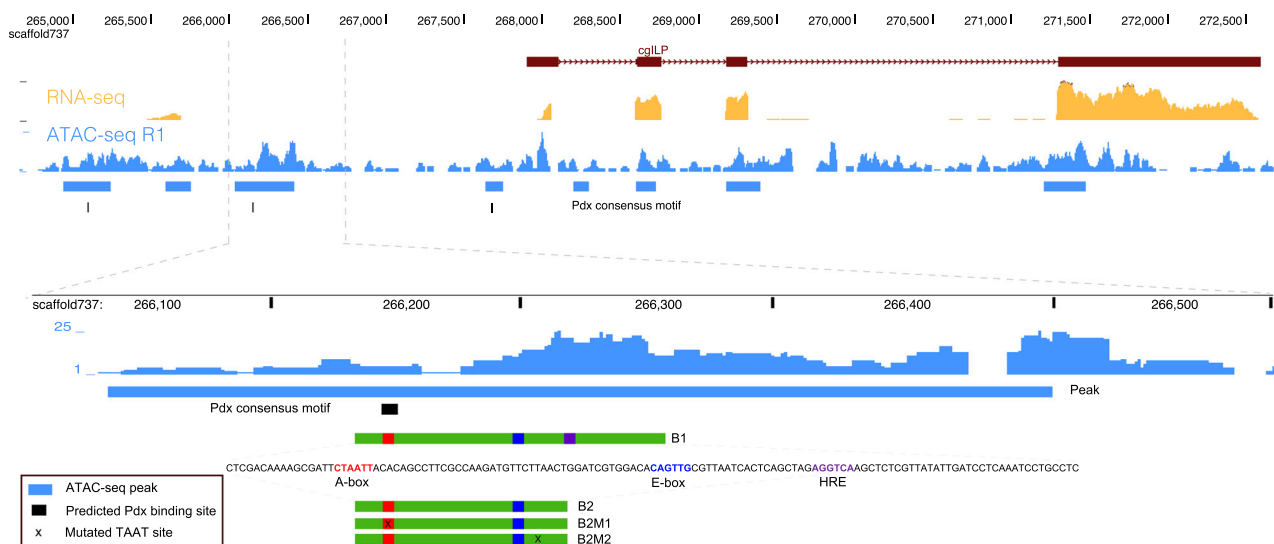 265,000 265,500 266,000 266,500 267,000 267,500 268,000 268,500 269,000 269,500 270,000 270,500 271,000 271,500 272,000 272,500
scaffold737
cgILP
RNA-seq
ATAC-seq R1
Pdx consensus motif
scaffold737: 266,100 266,200 266,300 266,400 266,500
25
1
Peak
Pdx consensus motif
B1
CTCGACAAAAGCGATTCTAATTACACAGCCTTCGCCAAGATGTTCTTAACTGGATCGTGGACACAGTTGCGTTAATCACTCAGCTAGAGGTCAAGCTCTCGTTATATTGATCCTCAAATCCTGCCTC
A-box E-box HRE
B2
B2M1
X
B2M2
X
ATAC-seq peak
Predicted Pdx binding site
X Mutated TAAT site